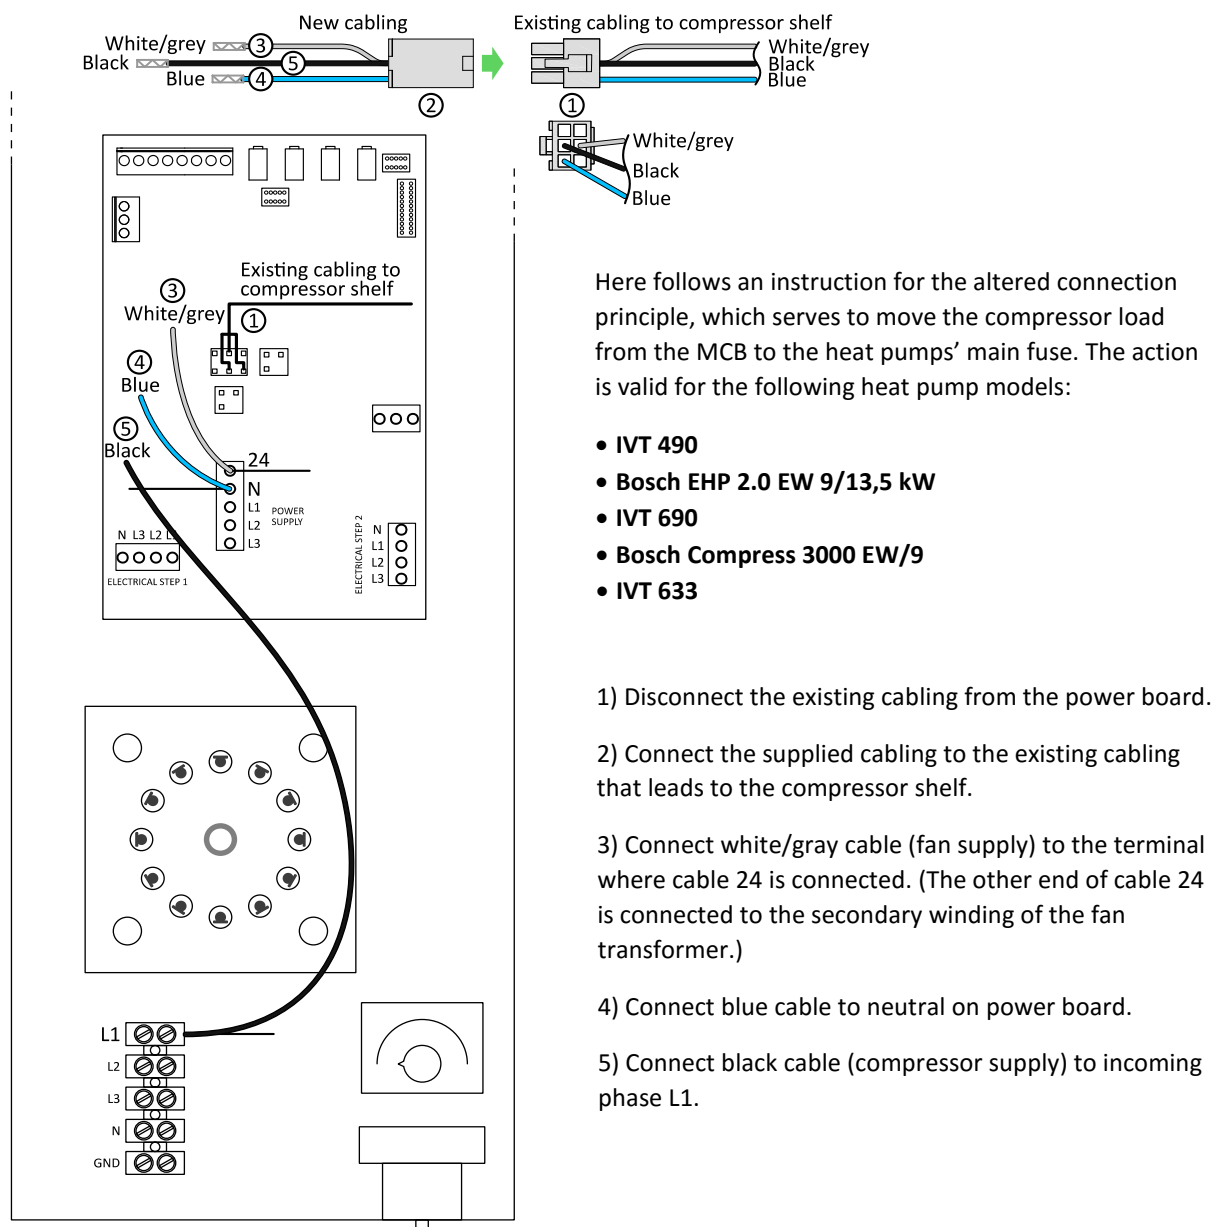 New cabling
White/grey 3
Black 5
Blue 4
2
Existing cabling to compressor shelf
White/grey
Black
Blue
1
White/grey
Black
Blue
Existing cabling to
compressor shelf
3
White/grey
1
4
Blue
5
Black
24
N
L1
L2
L3
POWER
SUPPLY
N L3 L2
ELECTRICAL STEP 1
ELECTRICAL STEP 2
N
L1
L2
L3
L1
L2
L3
N
GND
Here follows an instruction for the altered connection
principle, which serves to move the compressor load
from the MCB to the heat pumps’ main fuse. The action
is valid for the following heat pump models:
• IVT 490
• Bosch EHP 2.0 EW 9/13,5 kW
• IVT 690
• Bosch Compress 3000 EW/9
• IVT 633
1) Disconnect the existing cabling from the power board.
2) Connect the supplied cabling to the existing cabling
that leads to the compressor shelf.
3) Connect white/gray cable (fan supply) to the terminal
where cable 24 is connected. (The other end of cable 24
is connected to the secondary winding of the fan
transformer.)
4) Connect blue cable to neutral on power board.
5) Connect black cable (compressor supply) to incoming
phase L1.